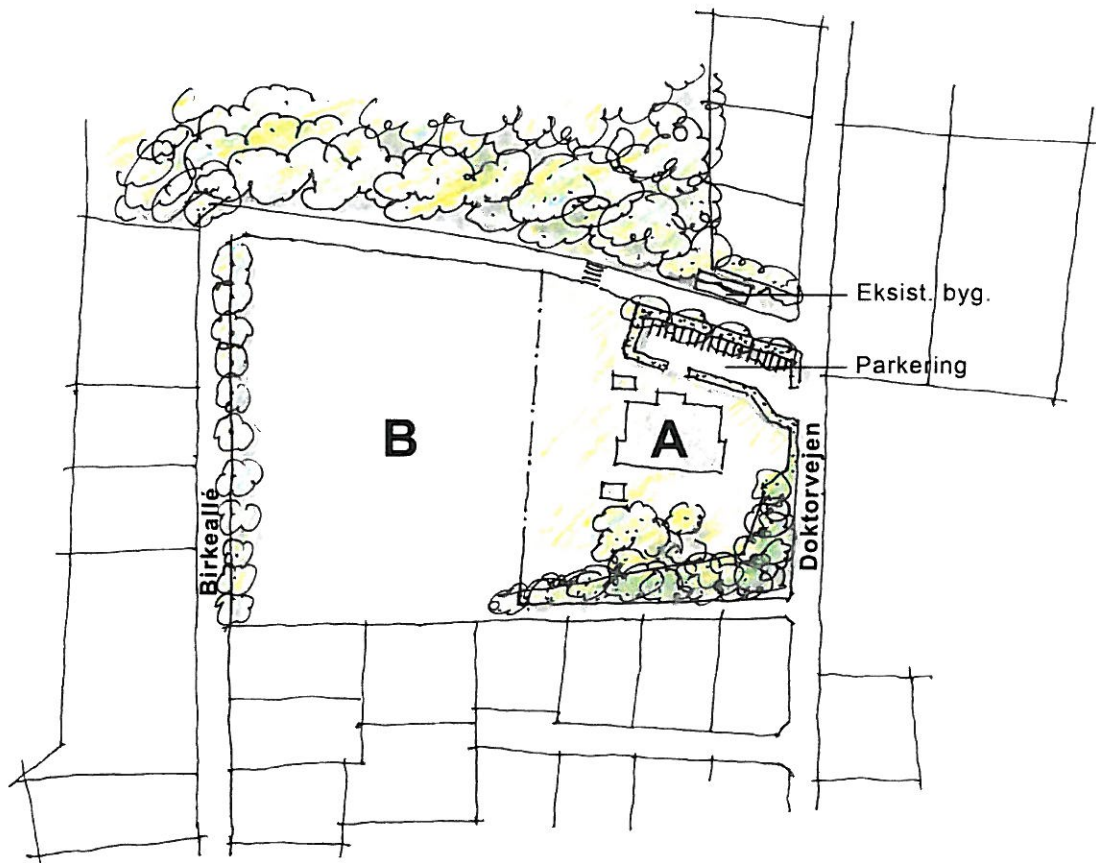 Eksist. byg.
Parkering
B
A
Birkeallé
Doktorvejen